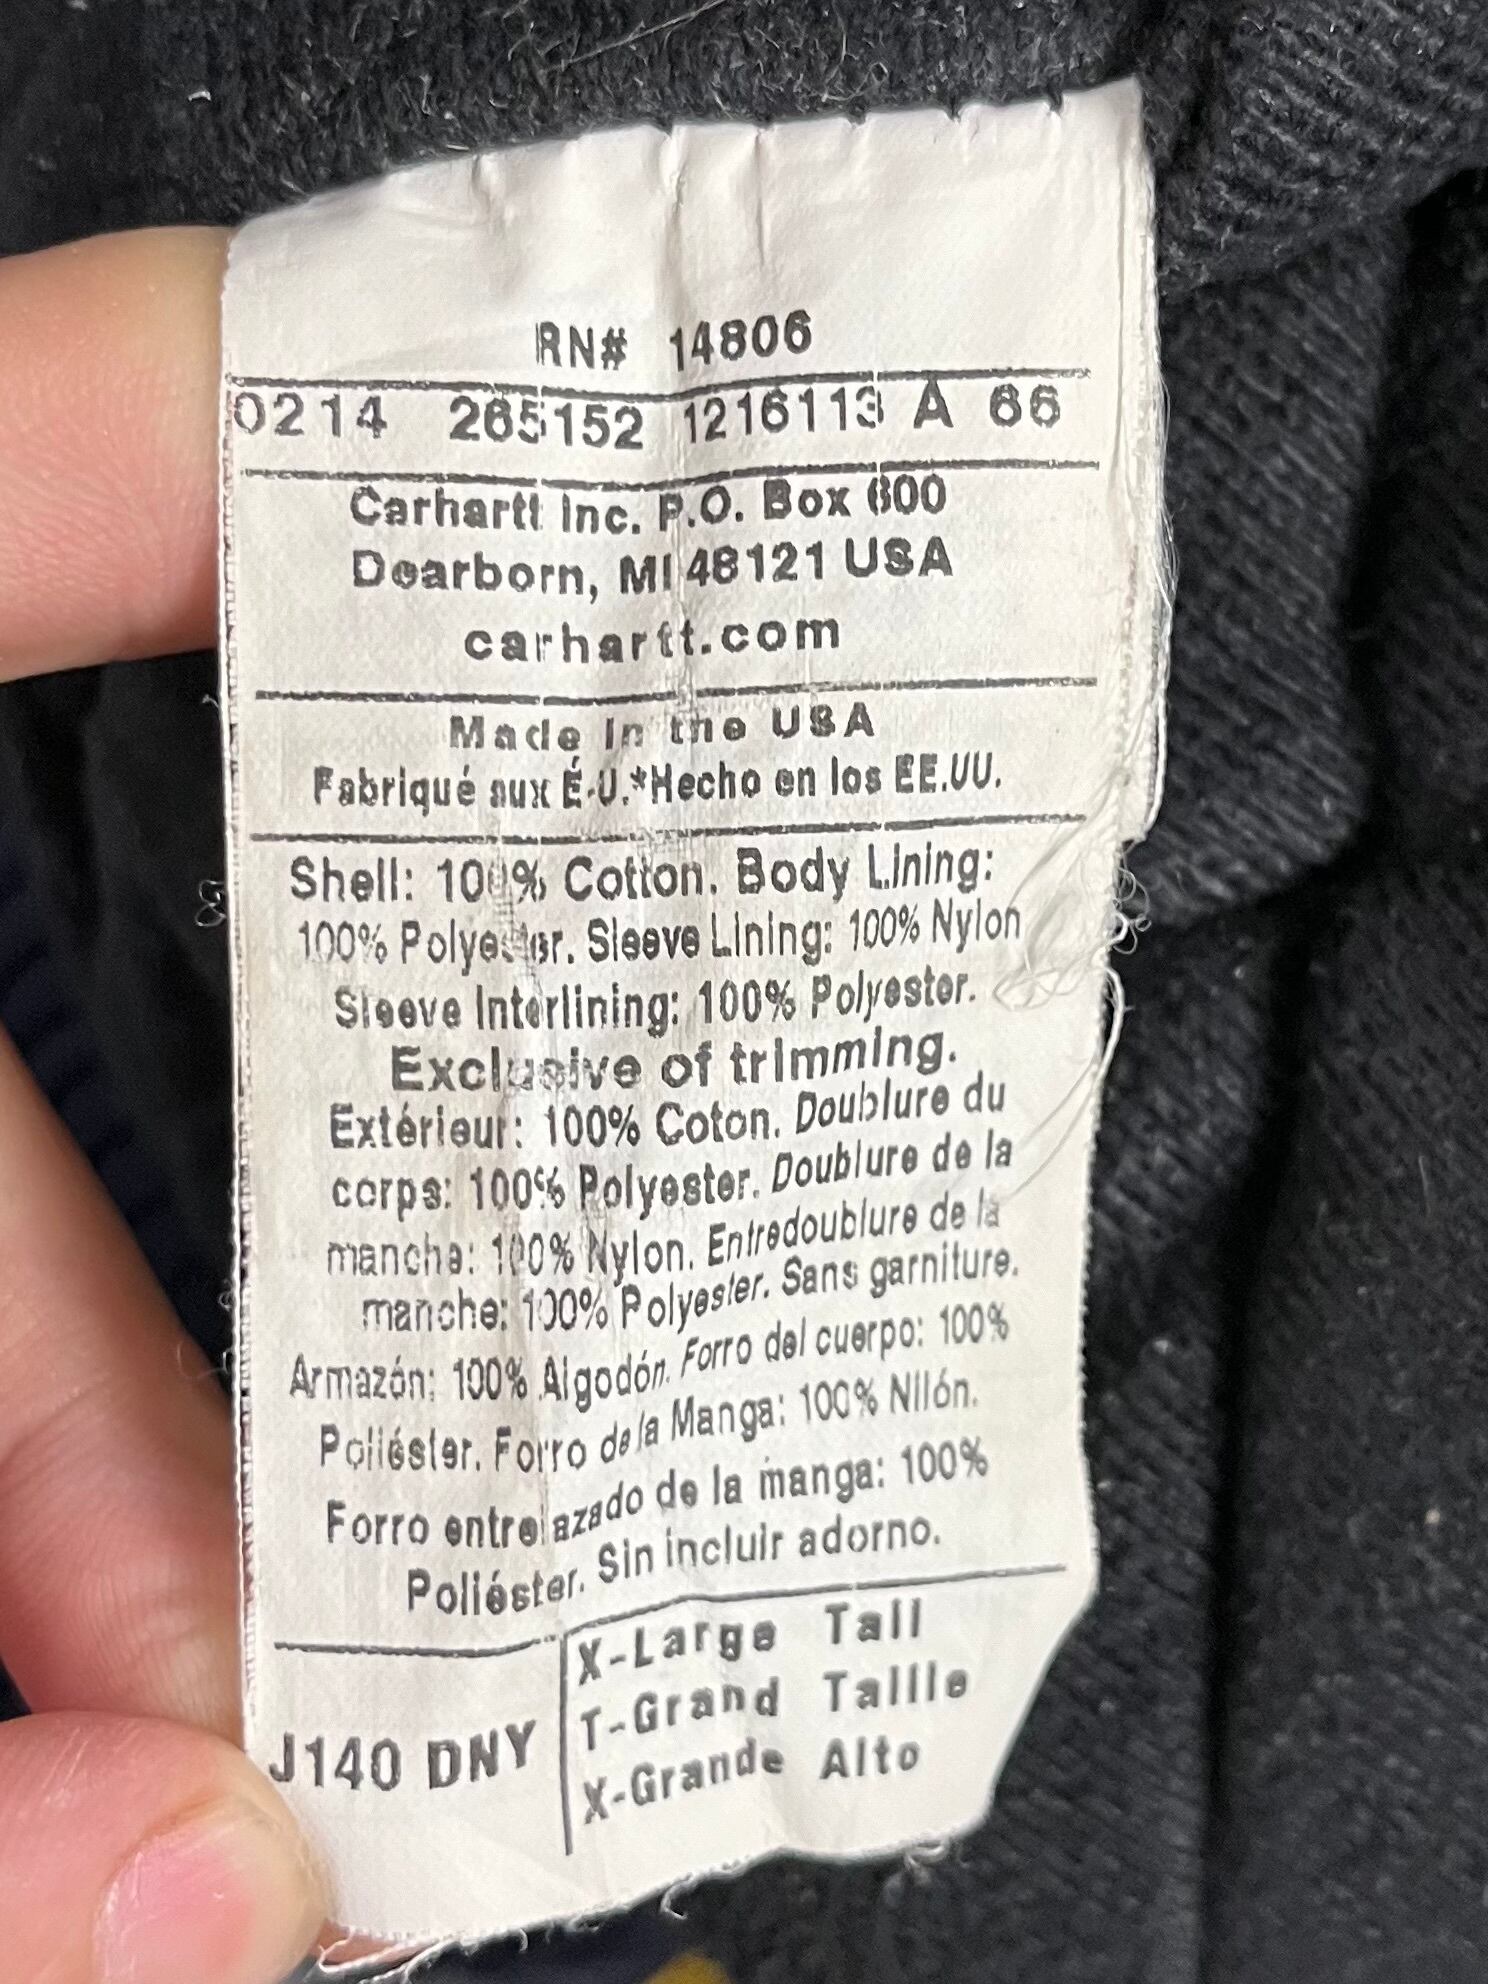 RN# 14806
0214 265152 1216113 A 66
Carhartt Inc. P.O. Box 600
Dearborn, MI 48121 USA
carhartt.com
Made In the USA
Fabriqué aux É-U.*Hecho en los EE.UU.
Shell: 100% Cotton. Body Lining:
100% Polyester. Sleeve Lining: 100% Nylon
Sleeve Interlining: 100% Polyester.
Exclusive of trimming.
Extérieur: 100% Coton. Doublure du
corps: 100% Polyester. Doublure de la
manche: 100% Nylon. Entredoublure de la
manche: 100% Polyester. Sans garniture.
Armazón: 100% Algodón. Forro del cuerpo: 100%
Poliéster. Forro de la Manga: 100% Nilón.
Forro entrelazado de la manga: 100%
Poliéster. Sin incluir adorno.
X-Large Tall
T-Grand Taille
X-Grande Alto
J140 DNY